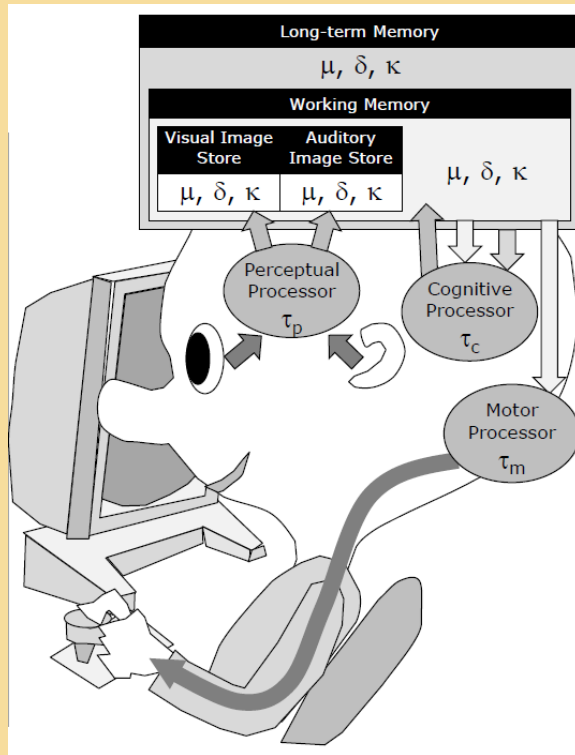 Long-term Memory
μ, δ, κ
Working Memory
Visual Image
Store
Auditory
Image Store
μ, δ, κ
μ, δ, κ
μ, δ, κ
Perceptual
Processor
τp
Cognitive
Processor
τc
Motor
Processor
τm